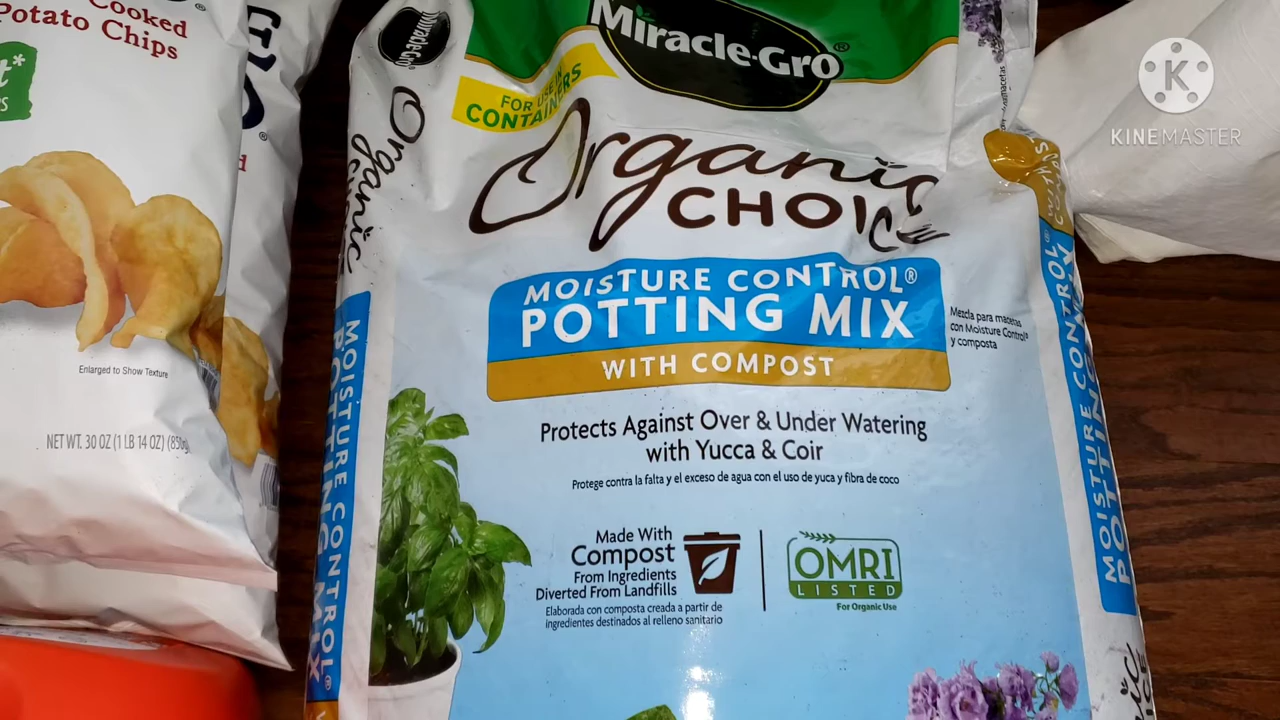 Cooked
Potato Chips
Enlarged to Show Texture
NET WT. 30 OZ (1 LB 14 OZ) (850g
Miracle-Gro®
Miracle-Gro®
FOR USE IN
CONTAINERS
Organic
CHOICE
Organic
CHOICE
MOISTURE CONTROL®
POTTING MIX
WITH COMPOST
Mezcla para macetas
con Moisture Control®
y composta
Protects Against Over & Under Watering
with Yucca & Coir
Protege contra la falta y el exceso de agua con el uso de yuca y fibra de coco
Made With
Compost
From Ingredients
Diverted From Landfills
Elaborada con composta creada a partir de
ingredientes destinados al relleno sanitario
OMRI
LISTED
For Organic Use
MOISTURE CONTROL®
POTTING MIX
MOISTURE CONTROL
K
KINEMASTER